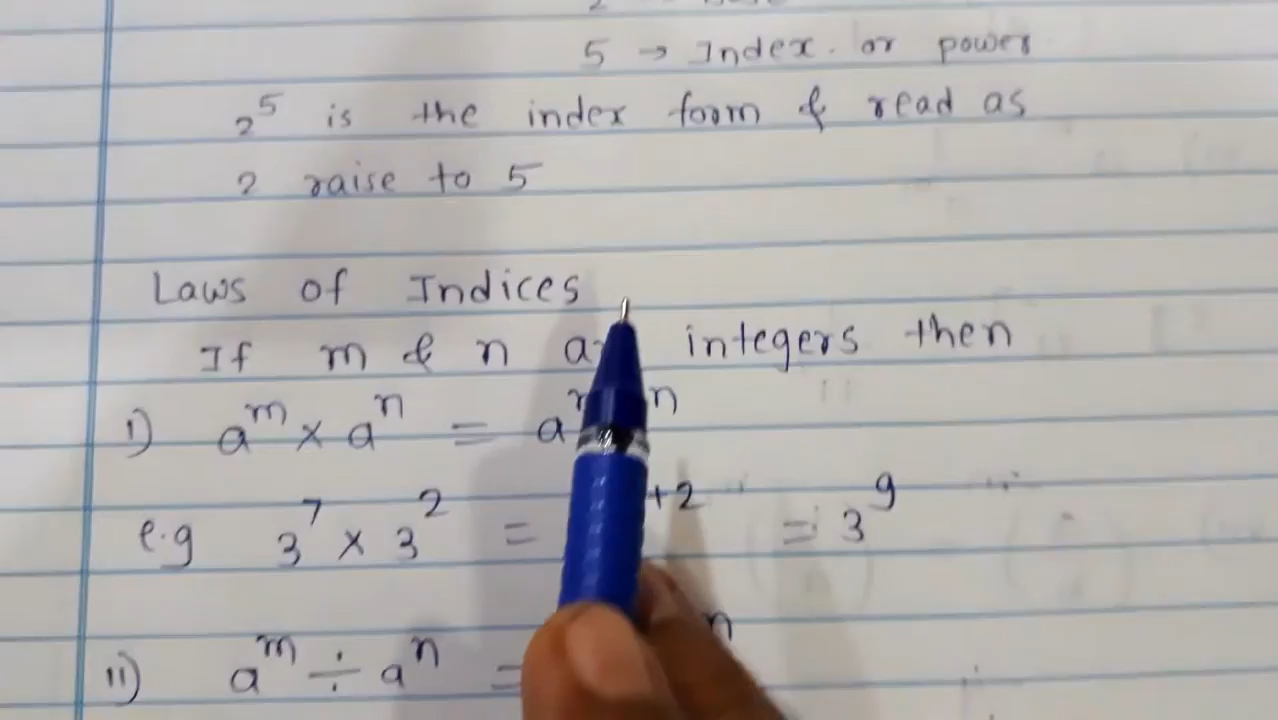 5 → Index. or power
2^5 is the index form & read as
2 raise to 5
Laws of Indices
If m & n integers then
i) a^m × a^n = a n
e.g 3^7 × 3^2 = +2 = 3^9
ii) a^m ÷ a^n = n